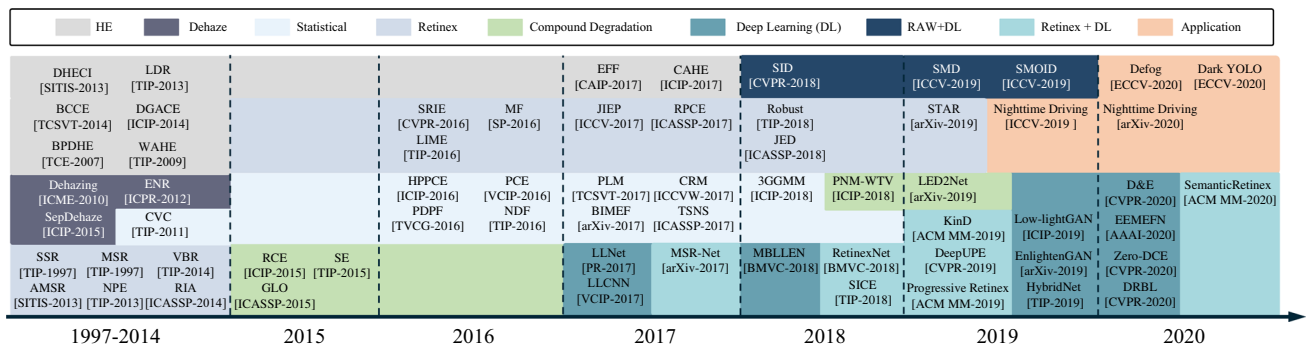 HE
Dehaze
Statistical
Retinex
Compound Degradation
Deep Learning (DL)
RAW+DL
Retinex + DL
Application
DHECI
[SITIS-2013]
LDR
[TIP-2013]
BCCE
[TCSVT-2014]
DGACE
[ICIP-2014]
BPDHE
[TCE-2007]
WAHE
[TIP-2009]
Dehazing
[ICME-2010]
ENR
[ICPR-2012]
SepDehaze
[ICIP-2015]
CVC
[TIP-2011]
SSR
[TIP-1997]
MSR
[TIP-1997]
VBR
[TIP-2014]
AMSR
[SITIS-2013]
NPE
[TIP-2013]
RIA
[ICASSP-2014]
RCE
[ICIP-2015]
SE
[TIP-2015]
GLO
[ICASSP-2015]
SRIE
[CVPR-2016]
MF
[SP-2016]
LIME
[TIP-2016]
HPPCE
[ICIP-2016]
PCE
[VCIP-2016]
PDPF
[TVCG-2016]
NDF
[TIP-2016]
EFF
[CAIP-2017]
CAHE
[ICIP-2017]
JIEP
[ICCV-2017]
RPCE
[ICASSP-2017]
PLM
[TCSVT-2017]
CRM
[ICCVW-2017]
BIMEF
[arXiv-2017]
TSNS
[ICASSP-2017]
LLNet
[PR-2017]
MSR-Net
[arXiv-2017]
LLCNN
[VCIP-2017]
SID
[CVPR-2018]
Robust
[TIP-2018]
JED
[ICASSP-2018]
3GGMM
[ICIP-2018]
PNM-WTV
[ICIP-2018]
MBLLEN
[BMVC-2018]
RetinexNet
[BMVC-2018]
SICE
[TIP-2018]
SMD
[ICCV-2019]
SMOID
[ICCV-2019]
STAR
[arXiv-2019]
Nighttime Driving
[ICCV-2019 ]
LED2Net
[arXiv-2019]
KinD
[ACM MM-2019]
Low-lightGAN
[ICIP-2019]
DeepUPE
[CVPR-2019]
EnlightenGAN
[arXiv-2019]
Progressive Retinex
[ACM MM-2019]
HybridNet
[TIP-2019]
Defog
[ECCV-2020]
Dark YOLO
[ECCV-2020]
Nighttime Driving
[arXiv-2020]
D&E
[CVPR-2020]
SemanticRetinex
[ACM MM-2020]
EEMEFN
[AAAI-2020]
Zero-DCE
[CVPR-2020]
DRBL
[CVPR-2020]
1997-2014
2015
2016
2017
2018
2019
2020